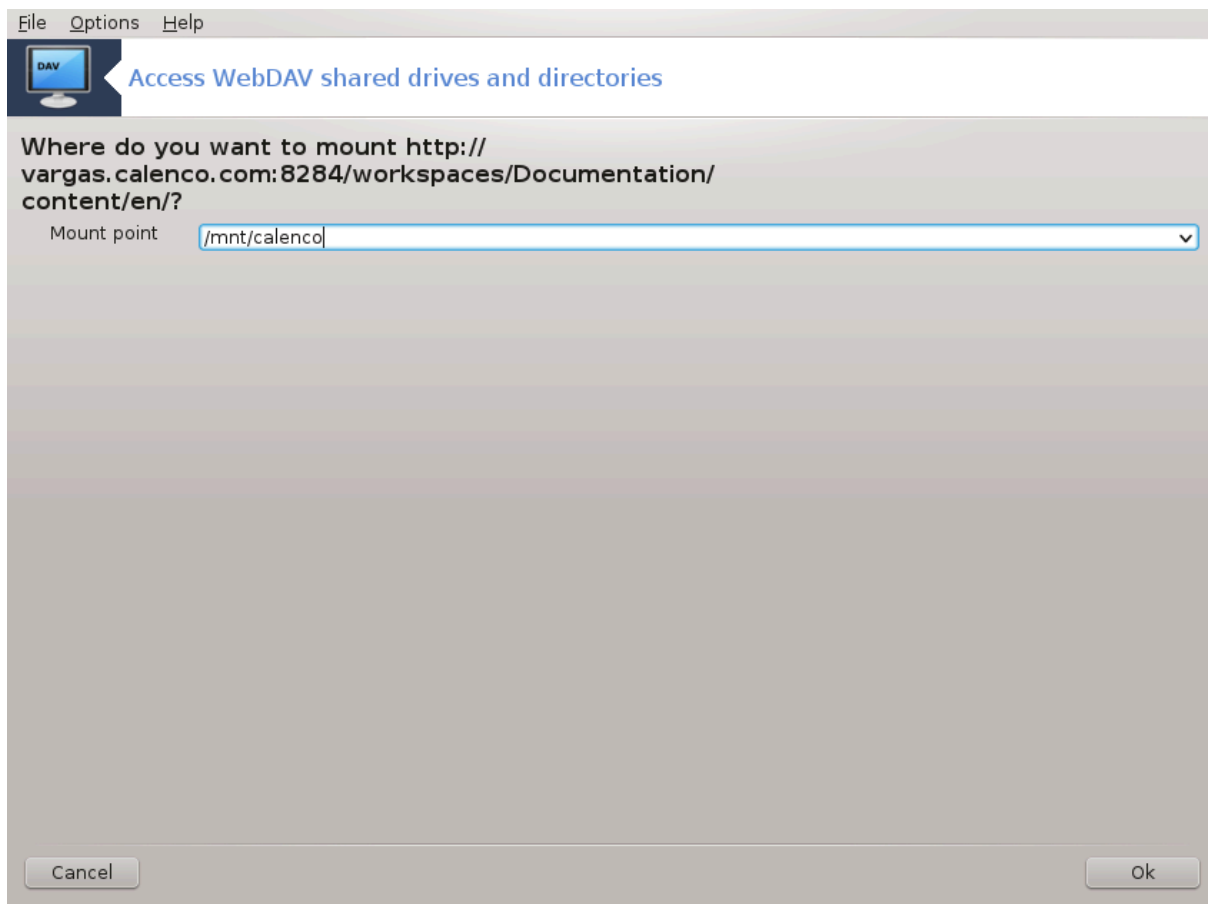 File Options Help
DAV
Access WebDAV shared drives and directories
Where do you want to mount http://
vargas.calenco.com:8284/workspaces/Documentation/
content/en/?
Mount point /mnt/calenco
Cancel Ok